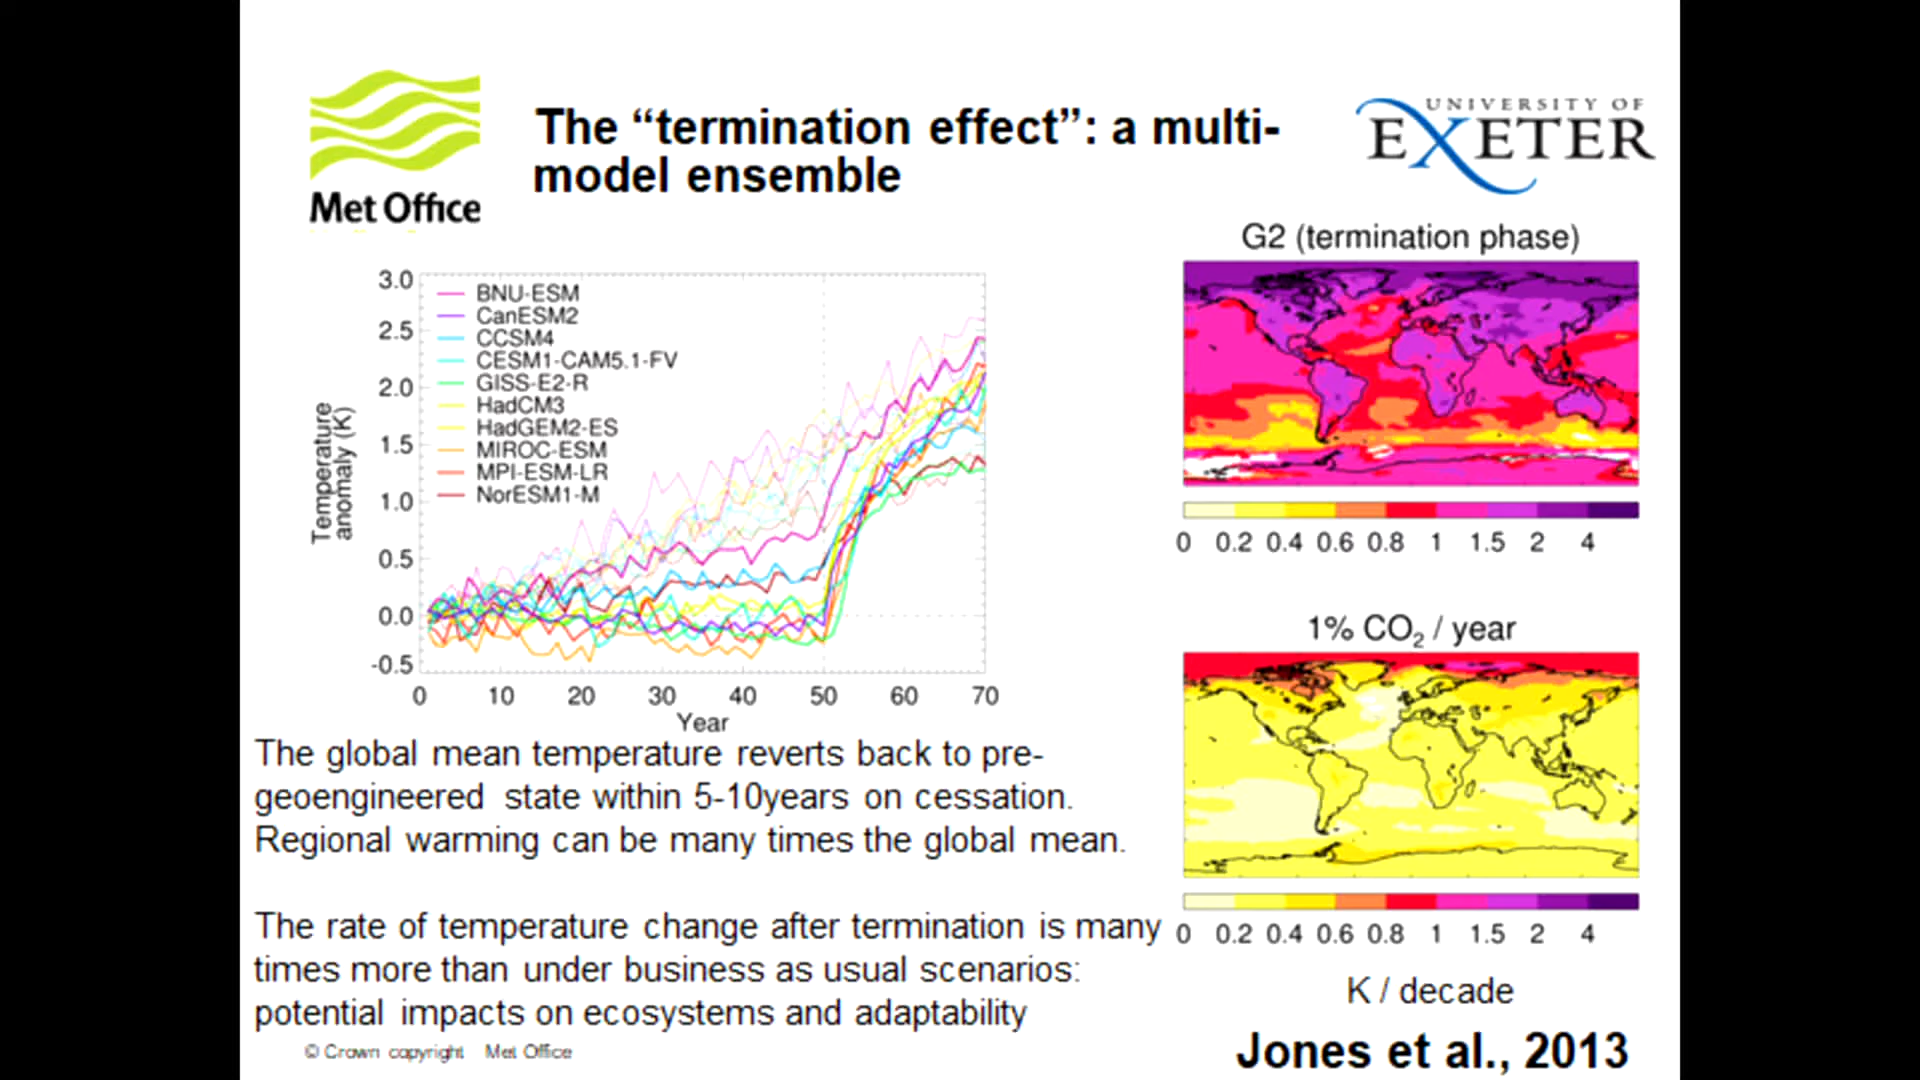 The “termination effect”: a multi-
model ensemble
Met Office
UNIVERSITY OF
EXETER
G2 (termination phase)
3.0
2.5
2.0
1.5
1.0
0.5
0.0
-0.5
Temperature
anomaly (K)
BNU-ESM
CanESM2
CCSM4
CESM1-CAM5.1-FV
GISS-E2-R
HadCM3
HadGEM2-ES
MIROC-ESM
MPI-ESM-LR
NorESM1-M
0 10 20 30 40 50 60 70
Year
0 0.2 0.4 0.6 0.8 1 1.5 2 4
1% CO₂ / year
0 0.2 0.4 0.6 0.8 1 1.5 2 4
K / decade
The global mean temperature reverts back to pre-
geoengineered state within 5-10years on cessation.
Regional warming can be many times the global mean.
The rate of temperature change after termination is many
times more than under business as usual scenarios:
potential impacts on ecosystems and adaptability
© Crown copyright Met Office
Jones et al., 2013